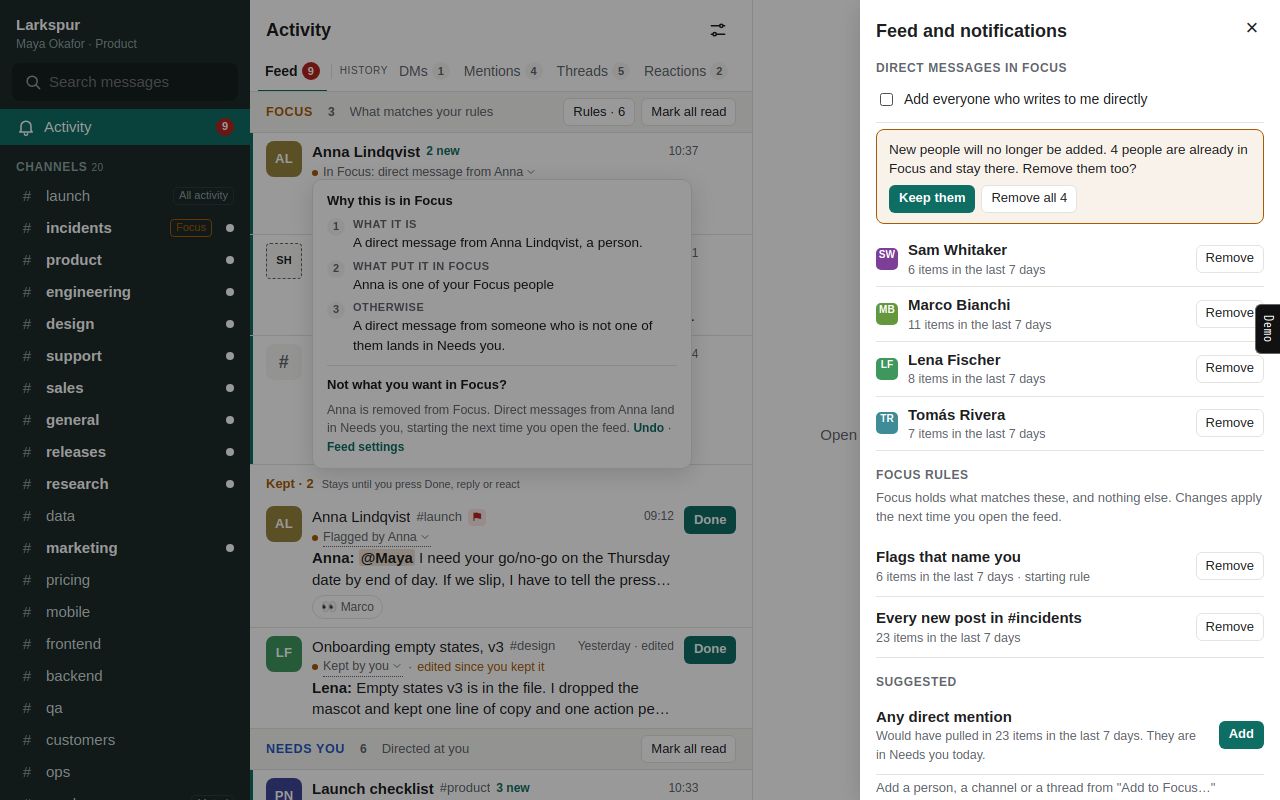 Larkspur
Maya Okafor · Product
Search messages
Activity
9
CHANNELS 20
# launch All activity
# incidents Focus
# product
# engineering
# design
# support
# sales
# general
# releases
# research
# data
# marketing
# pricing
# mobile
# frontend
# backend
# qa
# customers
# ops
Activity
Feed 9 HISTORY DMs 1 Mentions 4 Threads 5 Reactions 2
FOCUS 3 What matches your rules Rules · 6 Mark all read
AL Anna Lindqvist 2 new 10:37
In Focus: direct message from Anna
Why this is in Focus
1 WHAT IT IS
A direct message from Anna Lindqvist, a person.
2 WHAT PUT IT IN FOCUS
Anna is one of your Focus people
3 OTHERWISE
A direct message from someone who is not one of
them lands in Needs you.
Not what you want in Focus?
Anna is removed from Focus. Direct messages from Anna land
in Needs you, starting the next time you open the feed. Undo ·
Feed settings
SH
1
#
4
Kept · 2 Stays until you press Done, reply or react
AL Anna Lindqvist #launch 09:12 Done
Flagged by Anna
Anna: @Maya I need your go/no-go on the Thursday
date by end of day. If we slip, I have to tell the press…
👀 Marco
LF Onboarding empty states, v3 #design Yesterday · edited Done
Kept by you · edited since you kept it
Lena: Empty states v3 is in the file. I dropped the
mascot and kept one line of copy and one action pe…
NEEDS YOU 6 Directed at you Mark all read
PN Launch checklist #product 3 new 10:33
Open
Feed and notifications
DIRECT MESSAGES IN FOCUS
Add everyone who writes to me directly
New people will no longer be added. 4 people are already in
Focus and stay there. Remove them too?
Keep them Remove all 4
SW Sam Whitaker
6 items in the last 7 days
Remove
MB Marco Bianchi
11 items in the last 7 days
Remove
Demo
LF Lena Fischer
8 items in the last 7 days
Remove
TR Tomás Rivera
7 items in the last 7 days
Remove
FOCUS RULES
Focus holds what matches these, and nothing else. Changes apply
the next time you open the feed.
Flags that name you
6 items in the last 7 days · starting rule
Remove
Every new post in #incidents
23 items in the last 7 days
Remove
SUGGESTED
Any direct mention
Would have pulled in 23 items in the last 7 days. They are
in Needs you today.
Add
Add a person, a channel or a thread from "Add to Focus…"